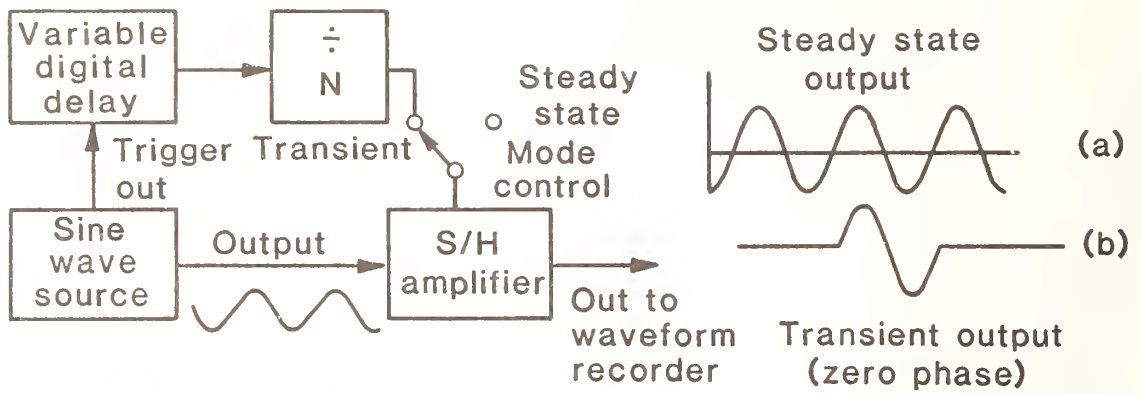 Variable
digital
delay
÷
N
Steady
state
Mode
control
Trigger
out
Transient
Sine
wave
source
Output
S/H
amplifier
Out to
waveform
recorder
Steady state
output
(a)
(b)
Transient output
(zero phase)